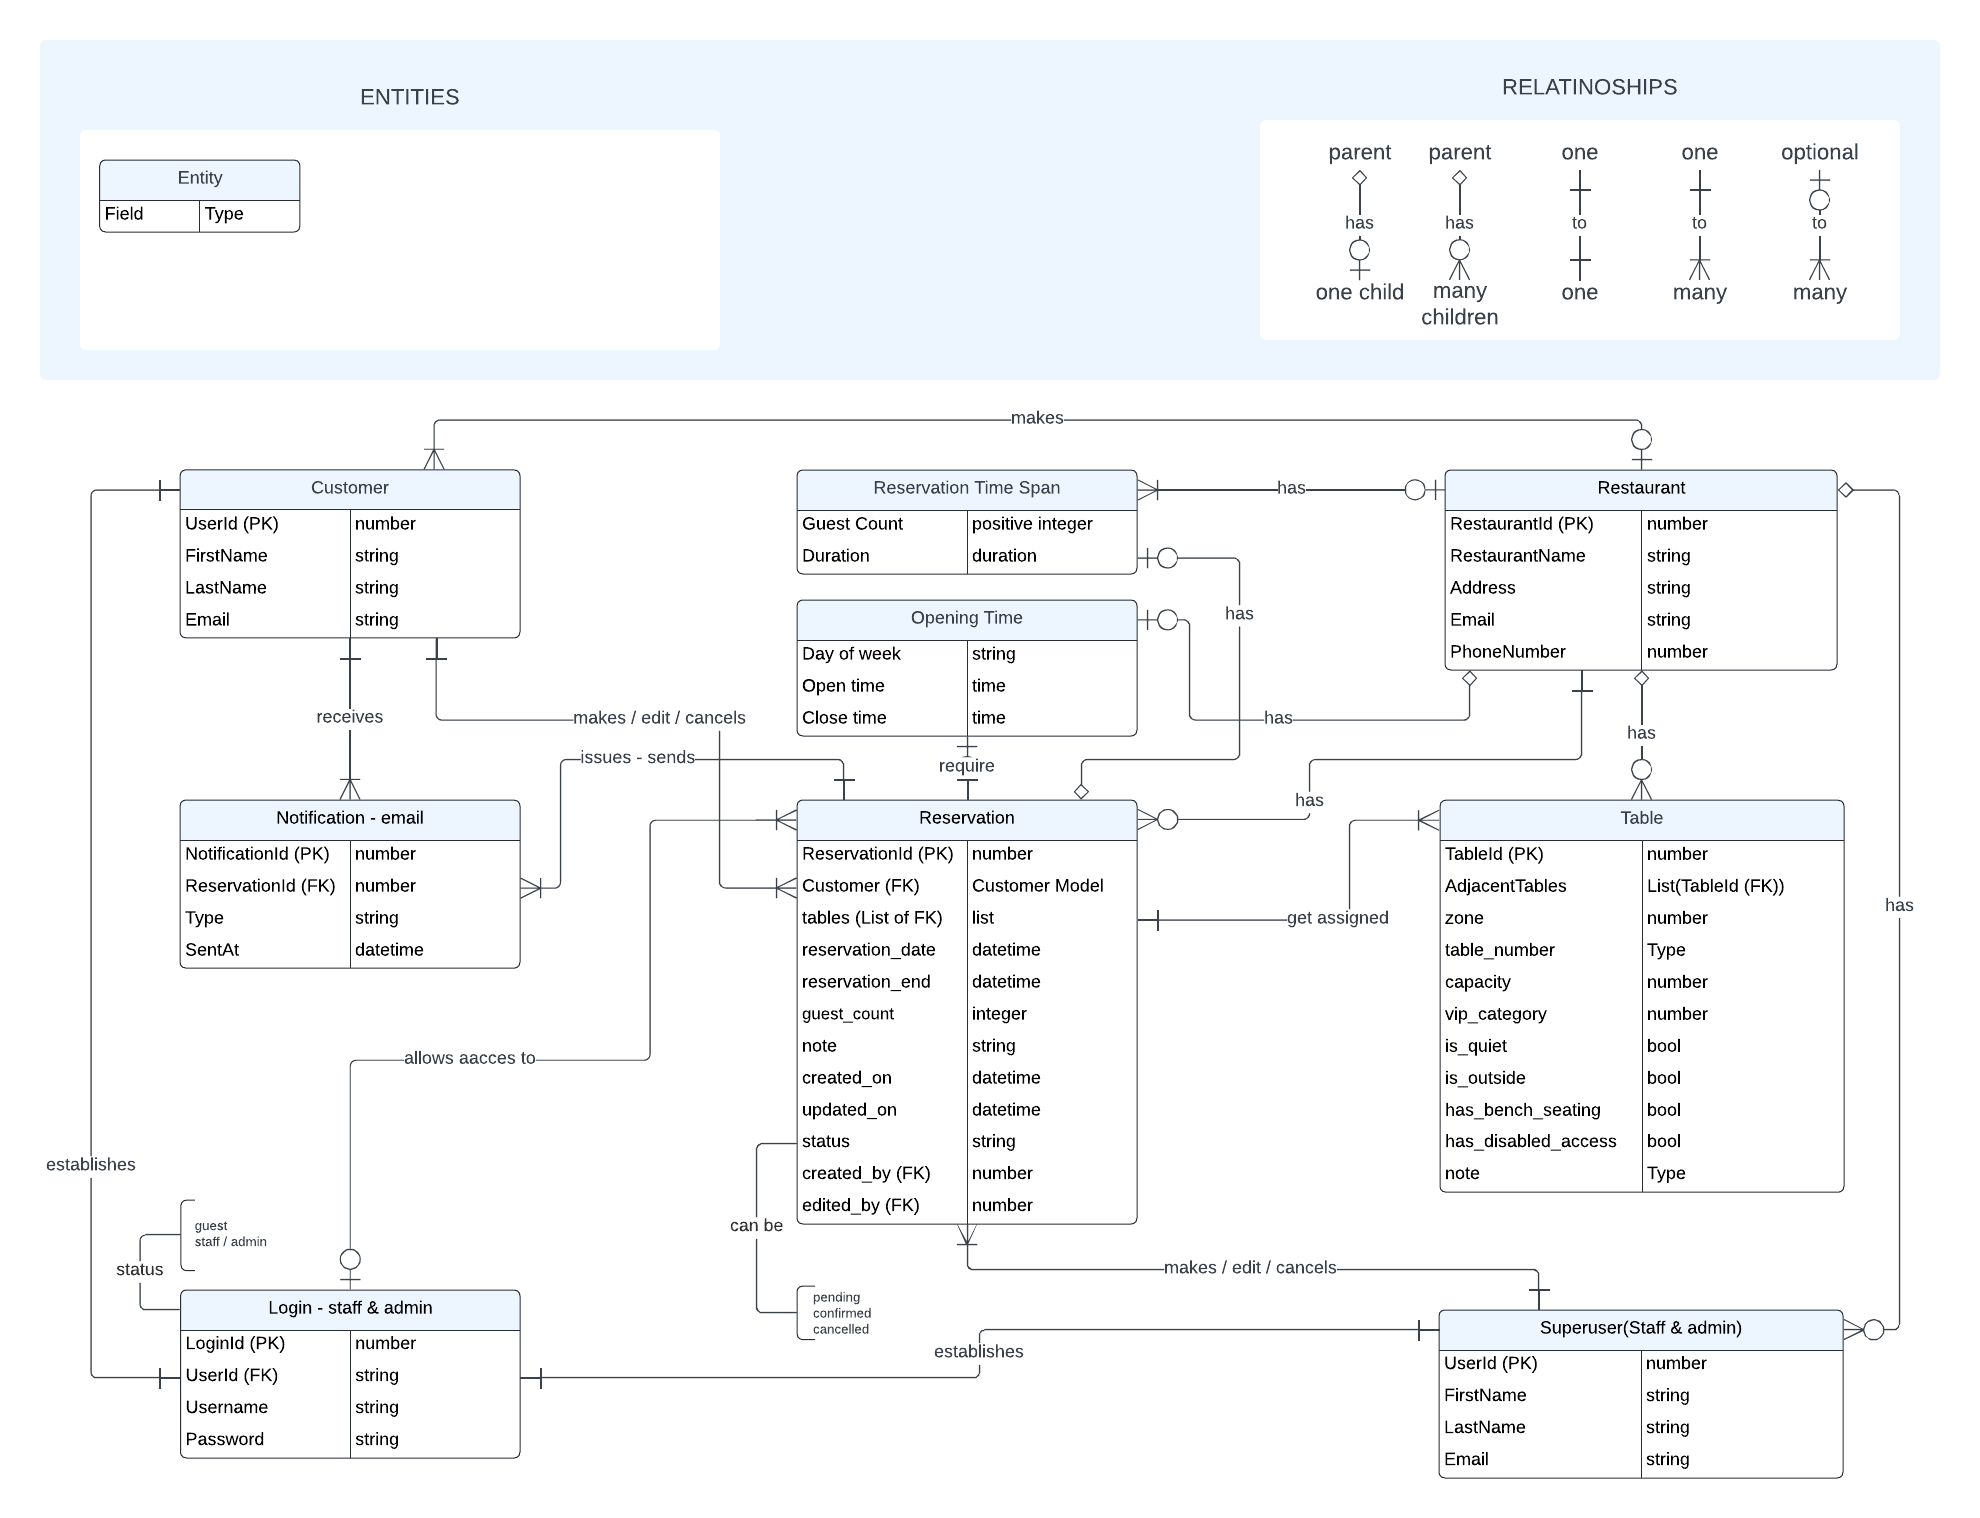 ENTITIES
RELATINOSHIPS
Entity
Field Type
parent parent one one optional
has has to to to
one child many children one many many
makes
Customer
UserId (PK) number
FirstName string
LastName string
Email string
Reservation Time Span
Guest Count positive integer
Duration duration
has
Restaurant
RestaurantId (PK) number
RestaurantName string
Address string
Email string
PhoneNumber number
Opening Time
Day of week string
Open time time
Close time time
has
has
receives
makes / edit / cancels
issues - sends
require
has
has
Notification - email
NotificationId (PK) number
ReservationId (FK) number
Type string
SentAt datetime
Reservation
ReservationId (PK) number
Customer (FK) Customer Model
tables (List of FK) list
reservation_date datetime
reservation_end datetime
guest_count integer
note string
created_on datetime
updated_on datetime
status string
created_by (FK) number
edited_by (FK) number
get assigned
Table
TableId (PK) number
AdjacentTables List(TableId (FK))
zone number
table_number Type
capacity number
vip_category number
is_quiet bool
is_outside bool
has_bench_seating bool
has_disabled_access bool
note Type
has
allows aacces to
establishes
guest
staff / admin
status
can be
pending
confirmed
cancelled
makes / edit / cancels
establishes
Login - staff & admin
LoginId (PK) number
UserId (FK) string
Username string
Password string
Superuser(Staff & admin)
UserId (PK) number
FirstName string
LastName string
Email string